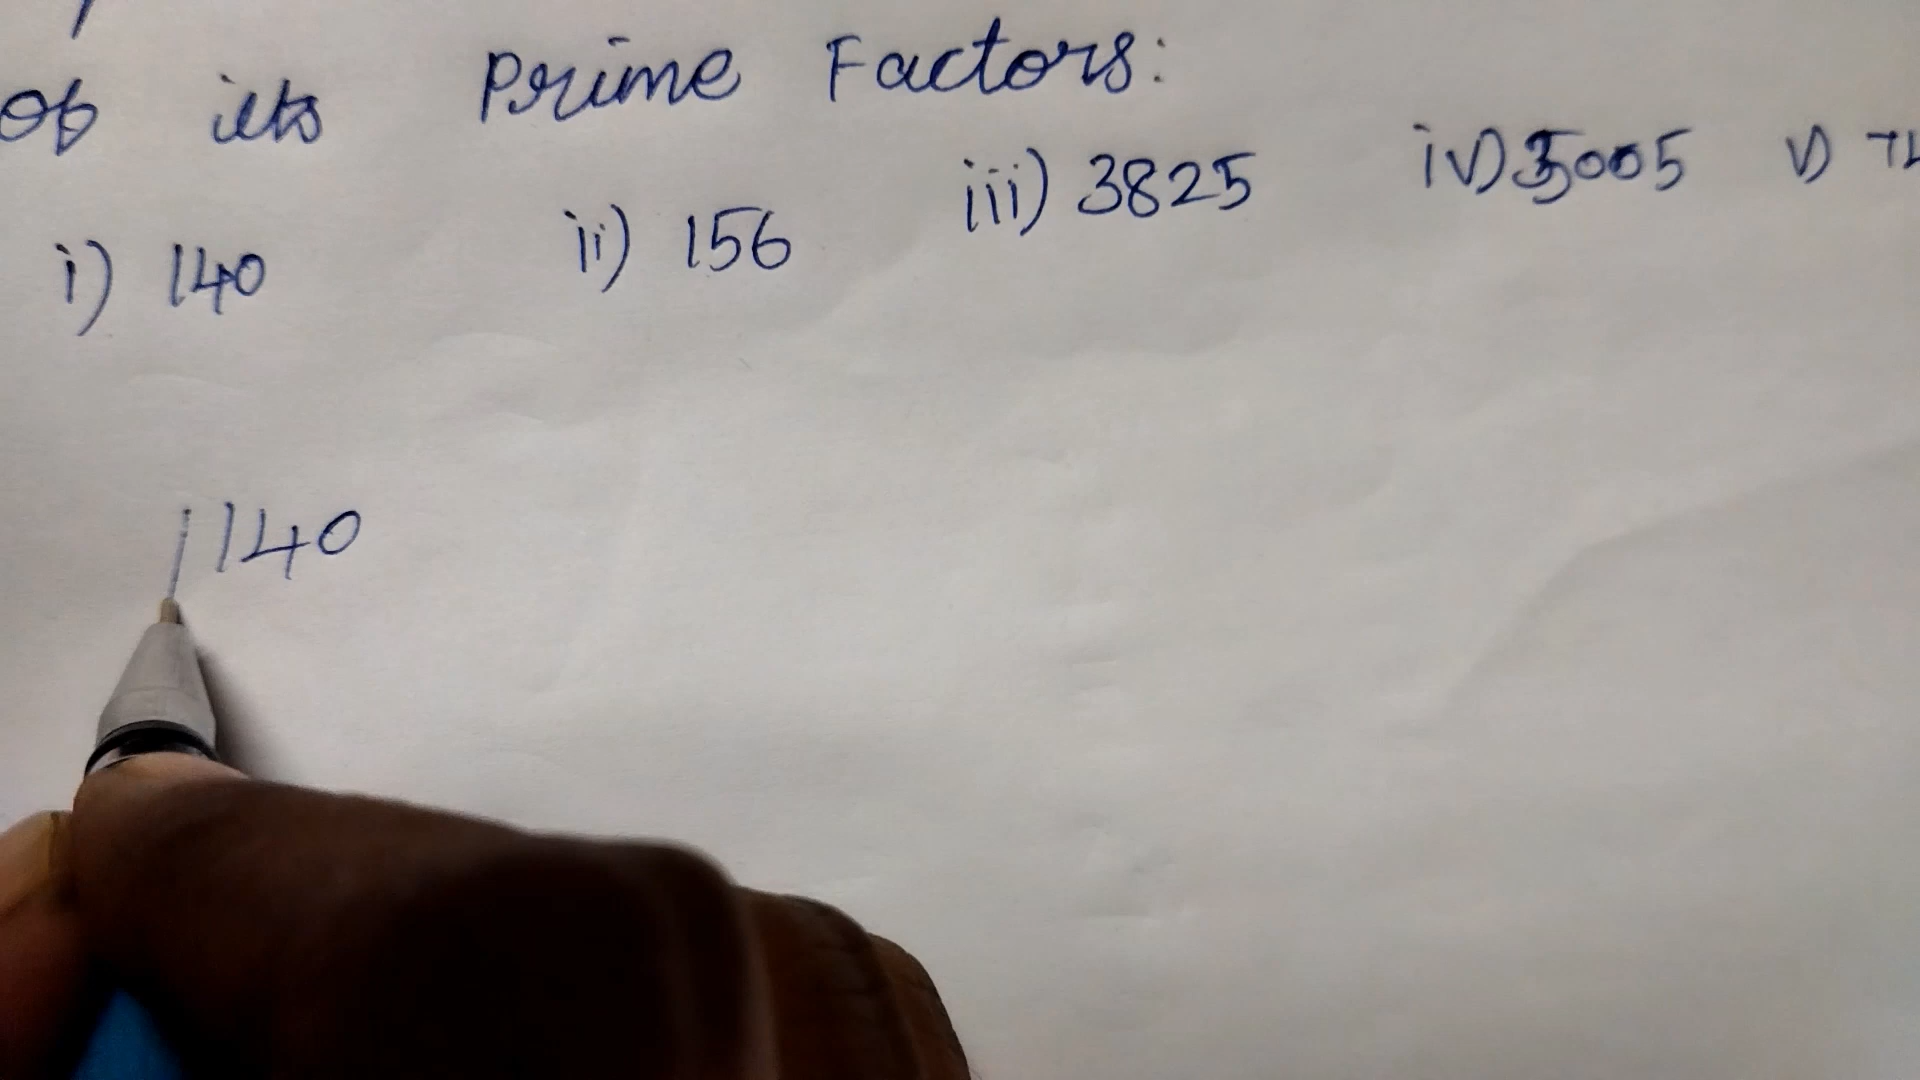 of its Prime Factors:
i) 140 ii) 156 iii) 3825 iv) 5005 v)
140